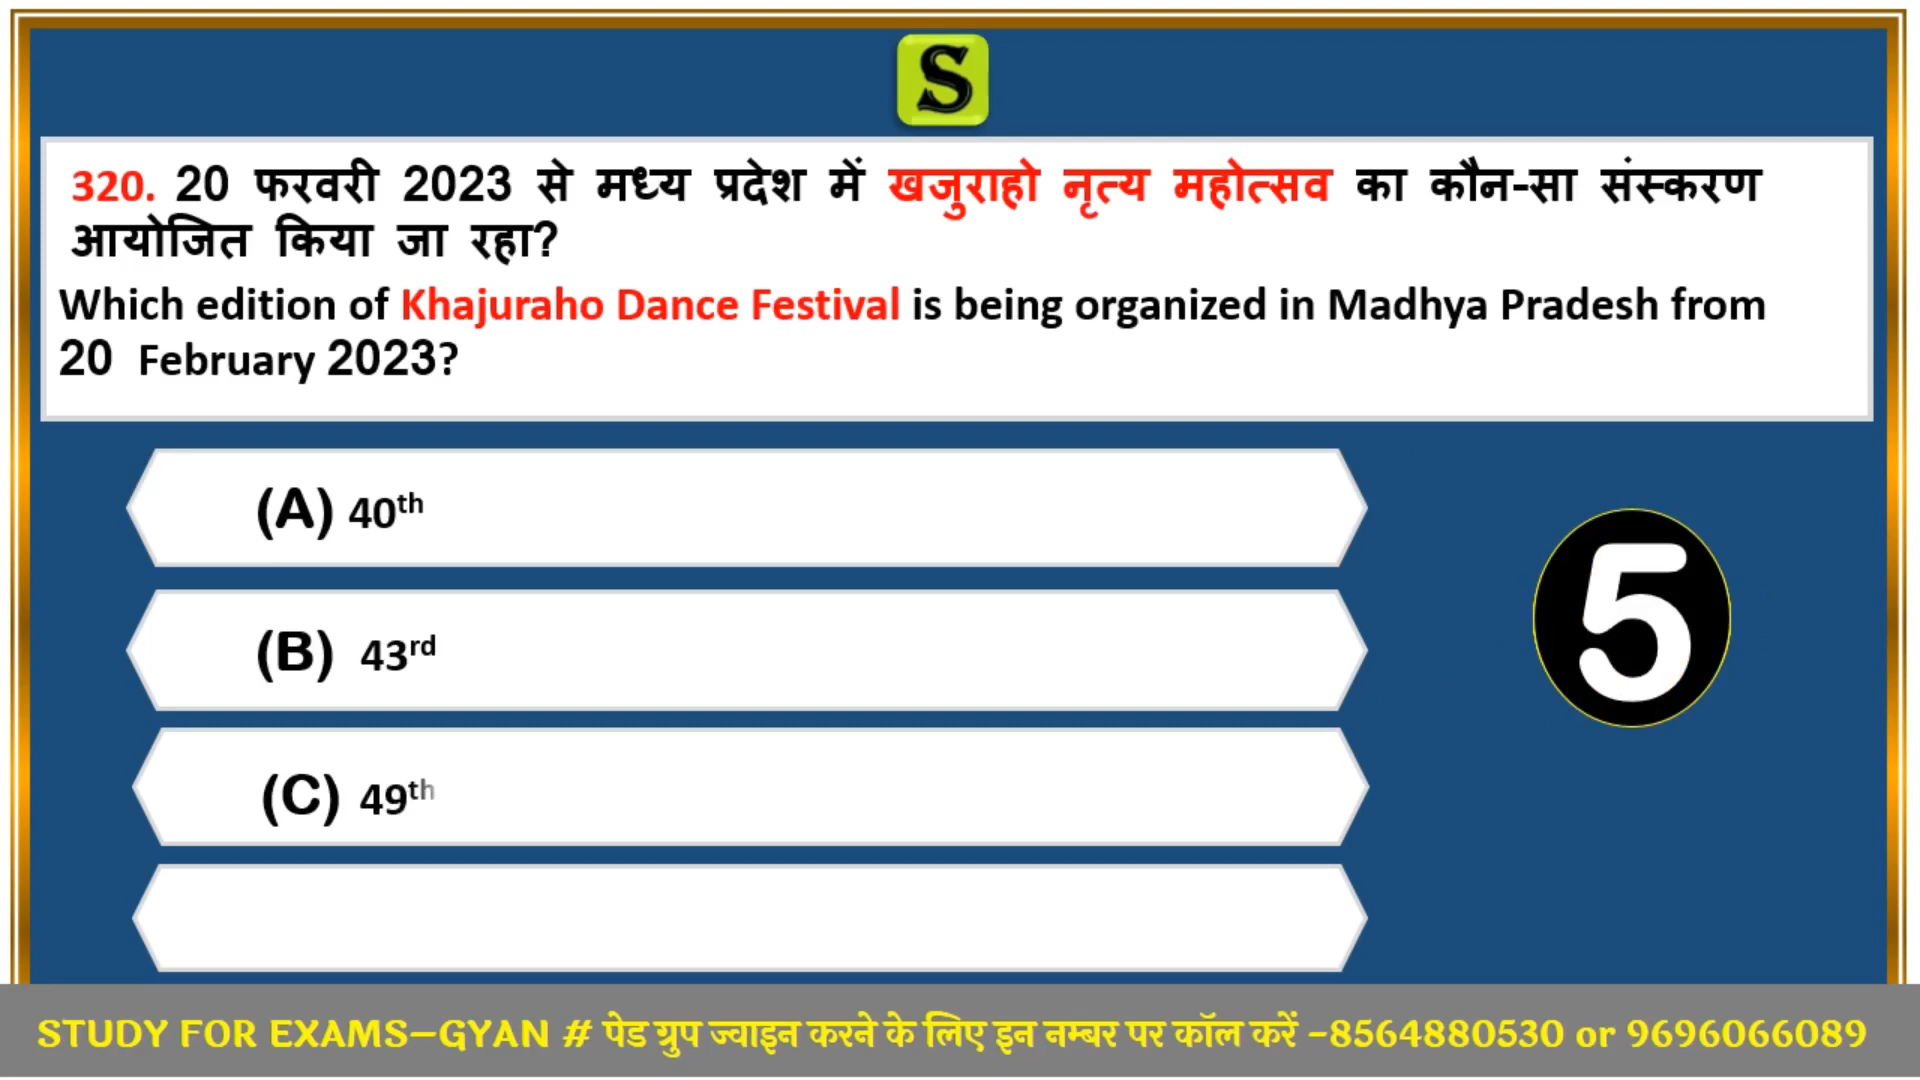 S
320. 20 फरवरी 2023 से मध्य प्रदेश में खजुराहो नृत्य महोत्सव का कौन-सा संस्करण
आयोजित किया जा रहा?
Which edition of Khajuraho Dance Festival is being organized in Madhya Pradesh from
20 February 2023?
(A) 40th
(B) 43rd
(C) 49th
5
STUDY FOR EXAMS–GYAN # पेड ग्रुप ज्वाइन करने के लिए इन नम्बर पर कॉल करें -8564880530 or 9696066089